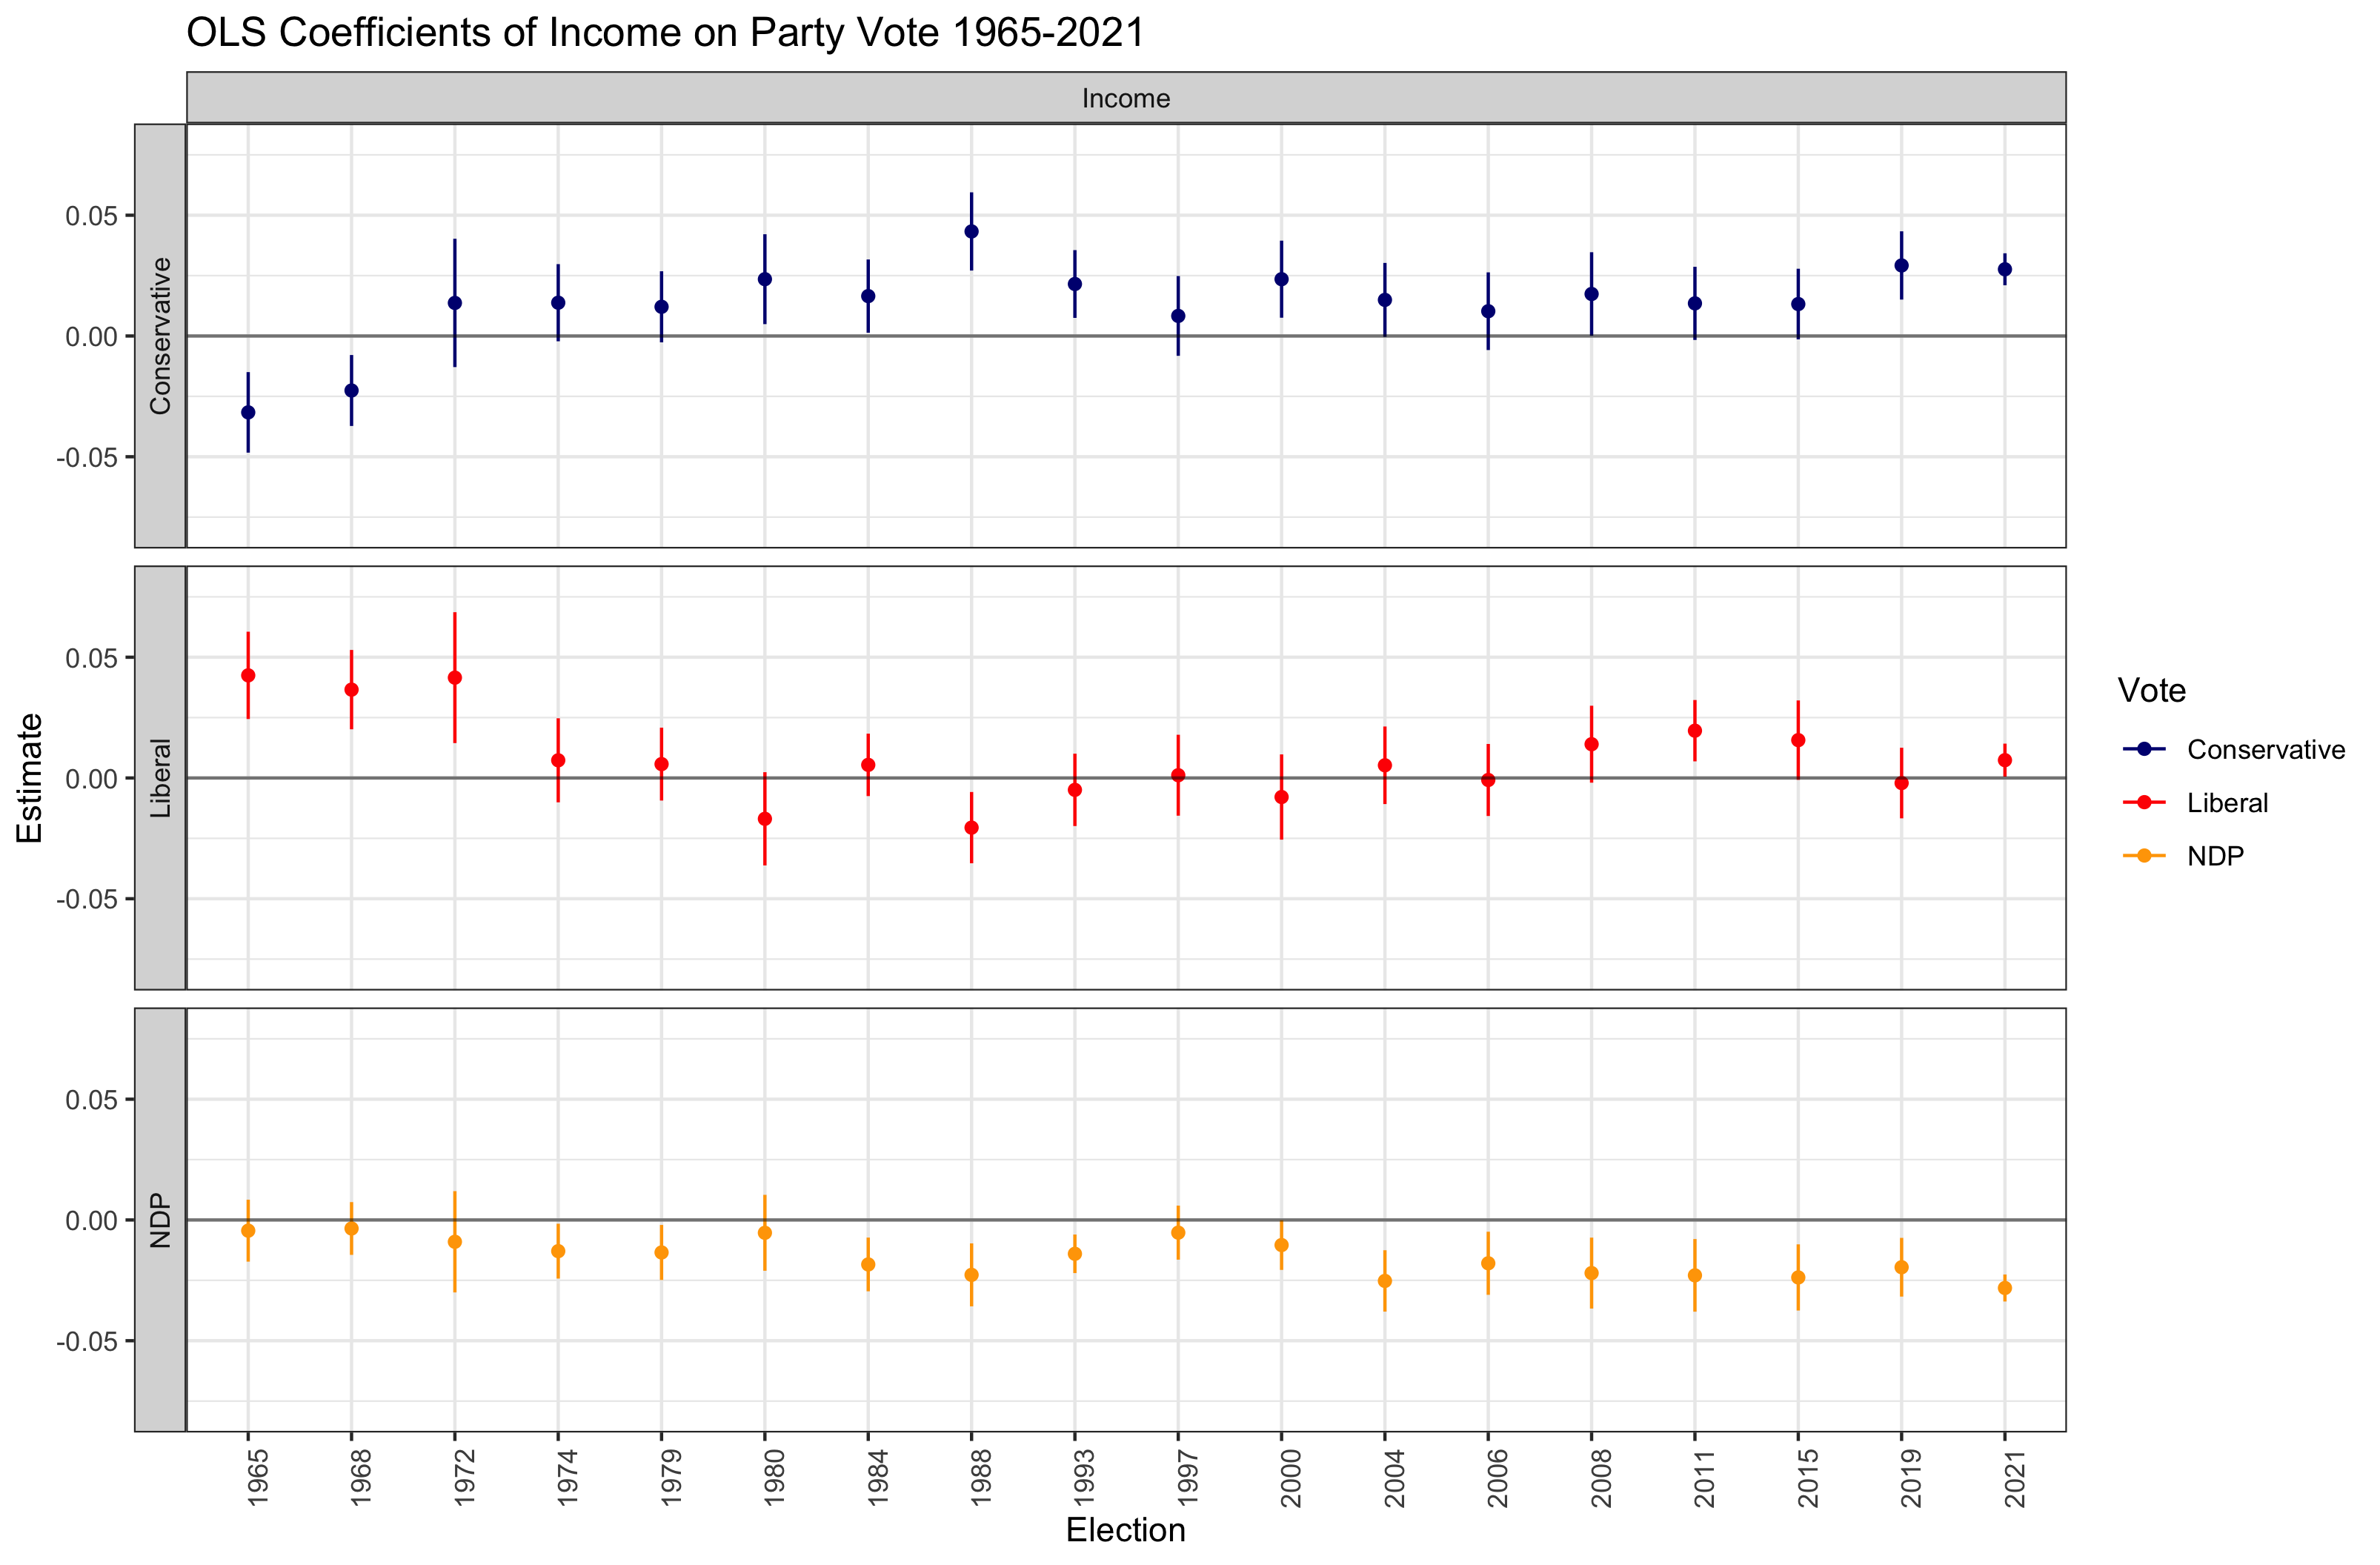 OLS Coefficients of Income on Party Vote 1965-2021
Income
Conservative
0.05
0.00
-0.05
Liberal
0.05
0.00
-0.05
NDP
0.05
0.00
-0.05
Estimate
1965
1968
1972
1974
1979
1980
1984
1988
1993
1997
2000
2004
2006
2008
2011
2015
2019
2021
Election
Vote
Conservative
Liberal
NDP